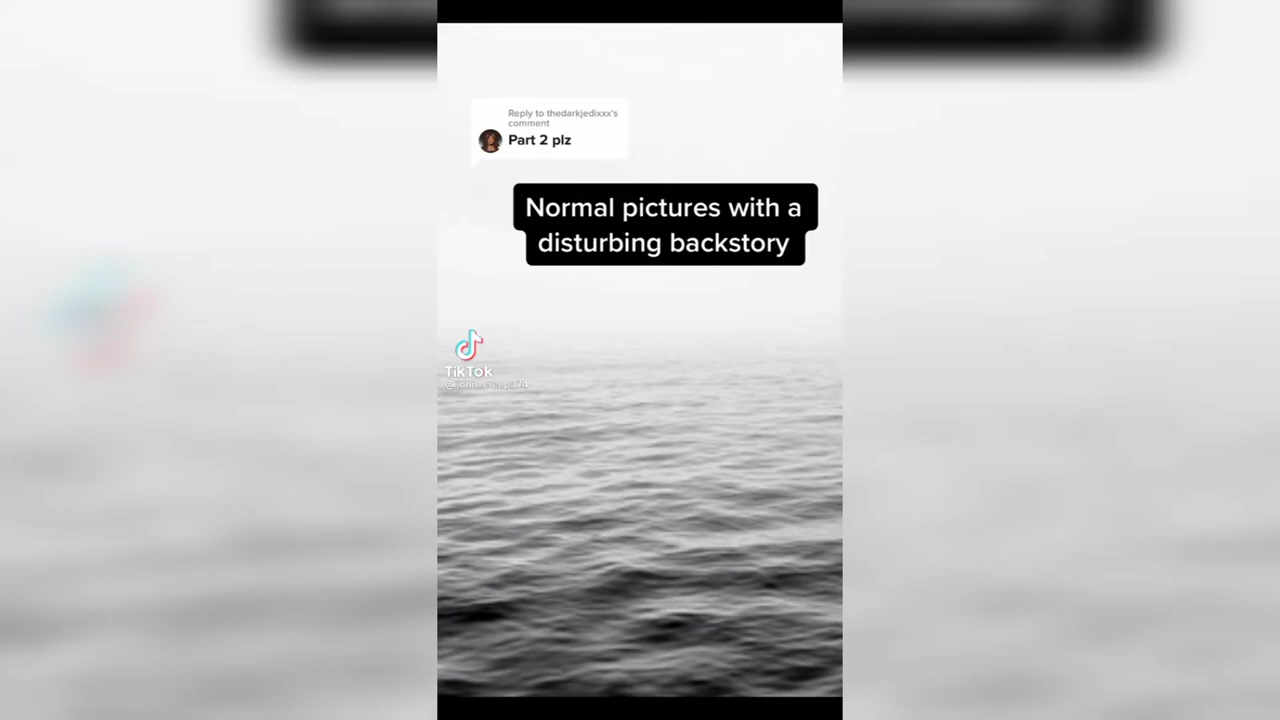 Reply to thedarkjedixxx's
comment
Part 2 plz
Normal pictures with a
disturbing backstory
TikTok